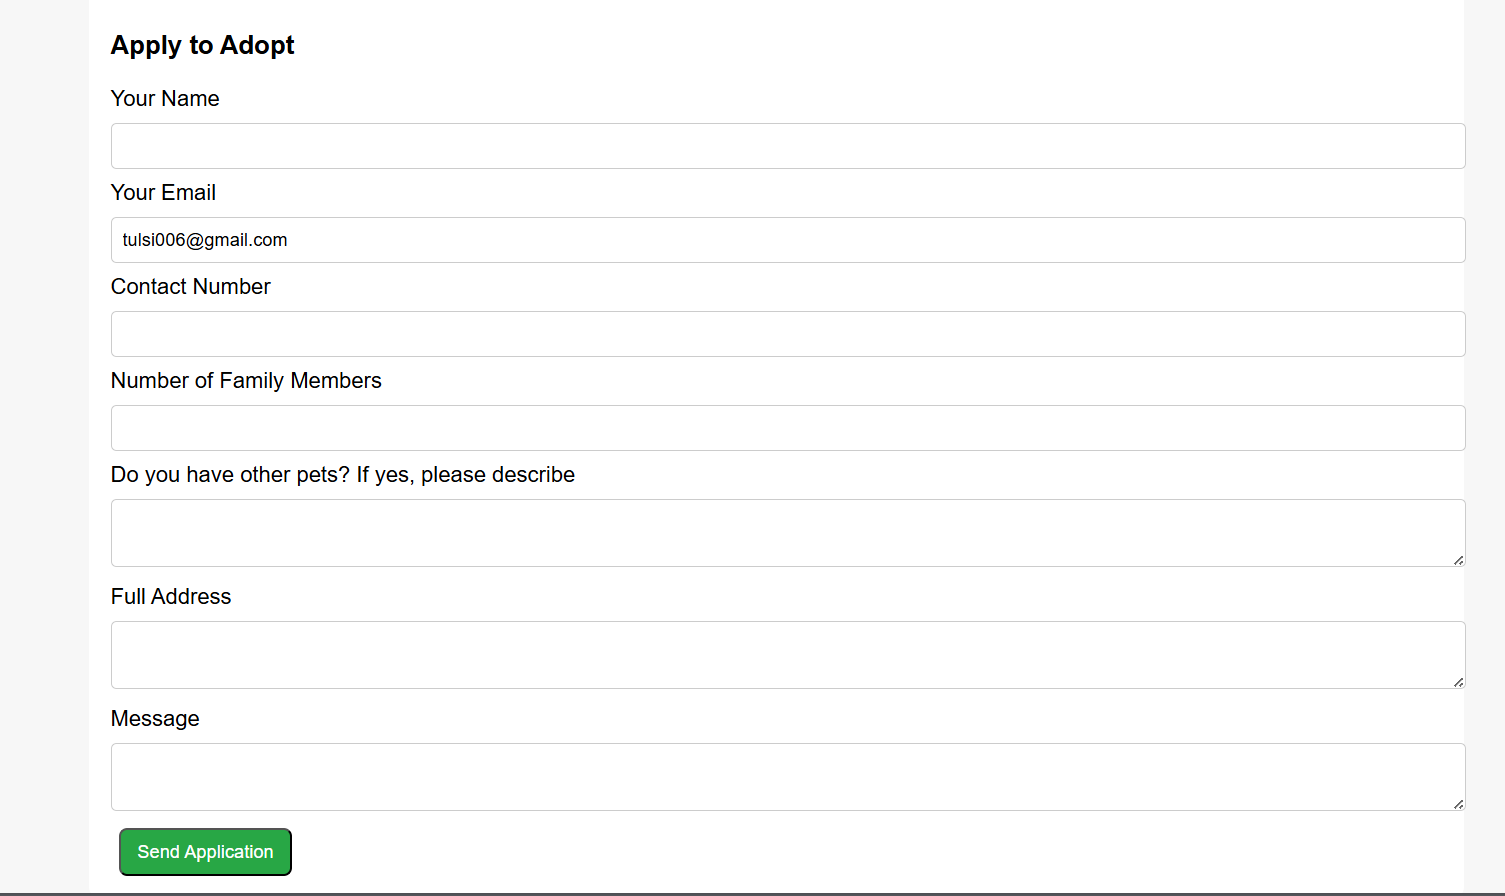 Apply to Adopt
Your Name
Your Email
tulsi006@gmail.com
Contact Number
Number of Family Members
Do you have other pets? If yes, please describe
Full Address
Message
Send Application